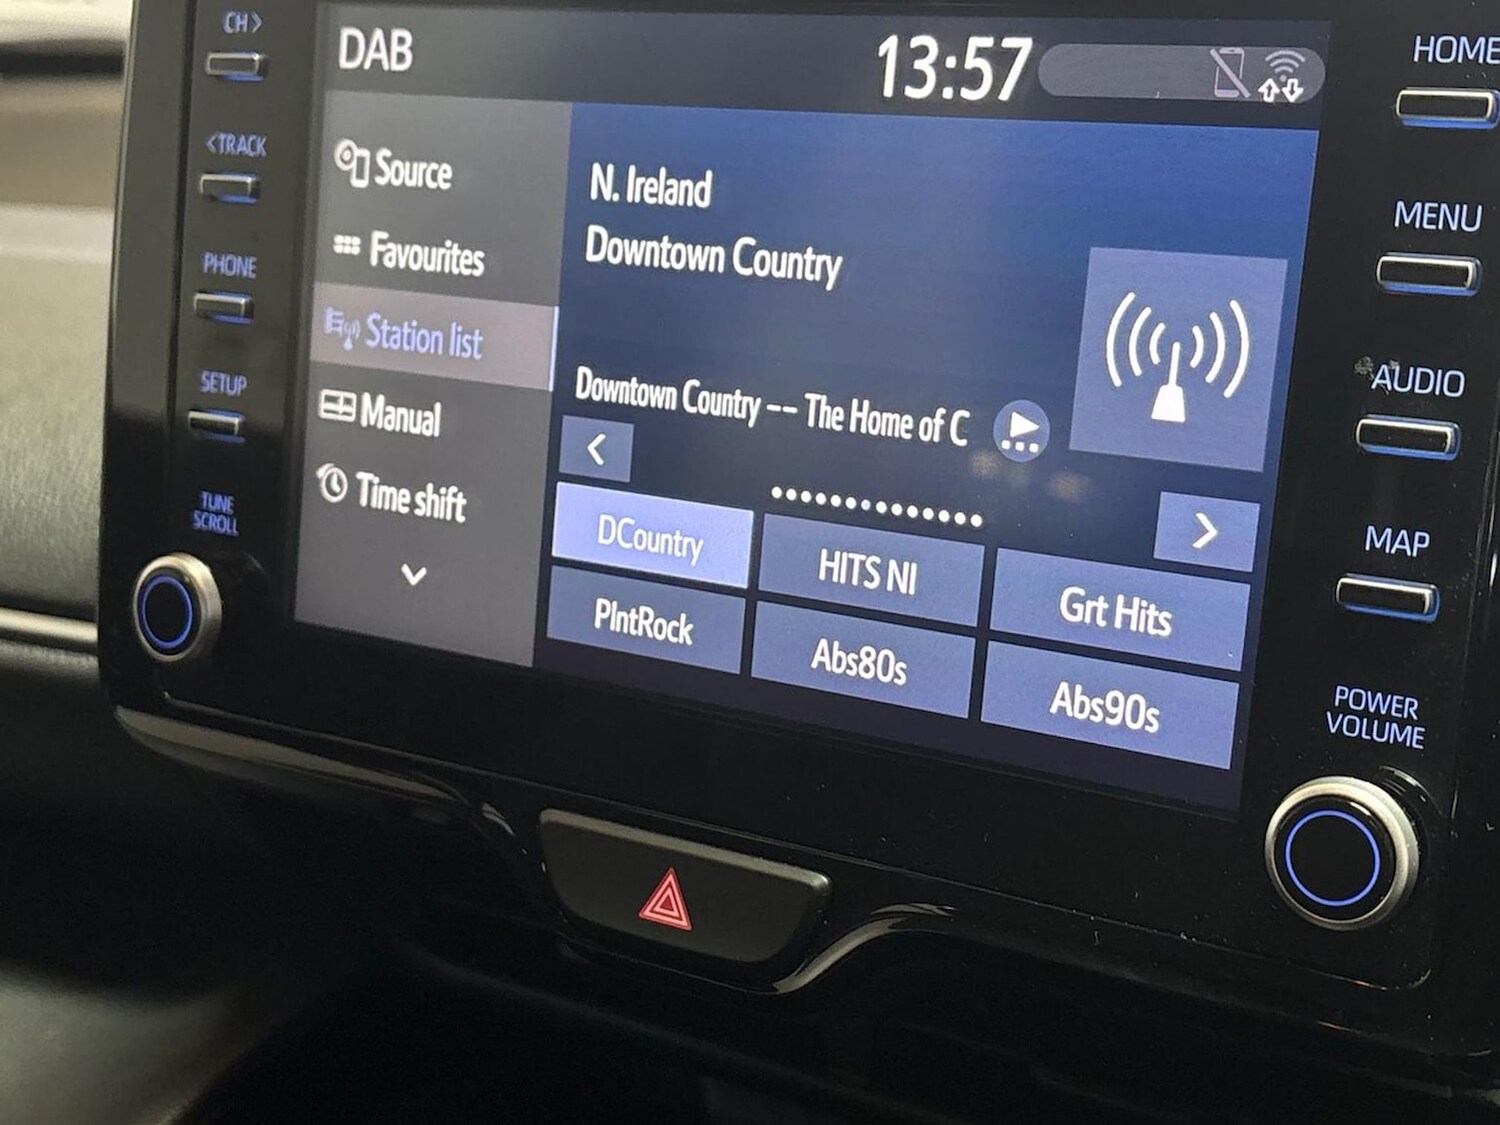 CH >
DAB
13:57
HOME
< TRACK
Source
N. Ireland
MENU
Favourites
Downtown Country
PHONE
Station list
AUDIO
SETUP
Manual
Downtown Country -- The Home of C
Time shift
TUNE
SCROLL
DCountry
HITS NI
Grt Hits
MAP
PlntRock
Abs80s
Abs90s
POWER
VOLUME